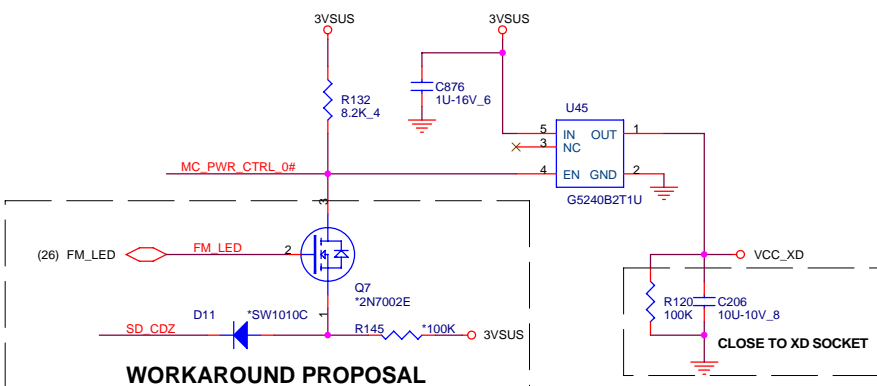 3VSUS
3VSUS
C876
1U-16V_6
R132
8.2K_4
U45
5 IN OUT 1
3 NC
4 EN GND 2
G5240B2T1U
MC_PWR_CTRL_0#
3
(26) FM_LED
FM_LED
2
Q7
*2N7002E
1
VCC_XD
R120
100K
C206
10U-10V_8
CLOSE TO XD SOCKET
D11
*SW1010C
SD_CDZ
R145
*100K
3VSUS
WORKAROUND PROPOSAL